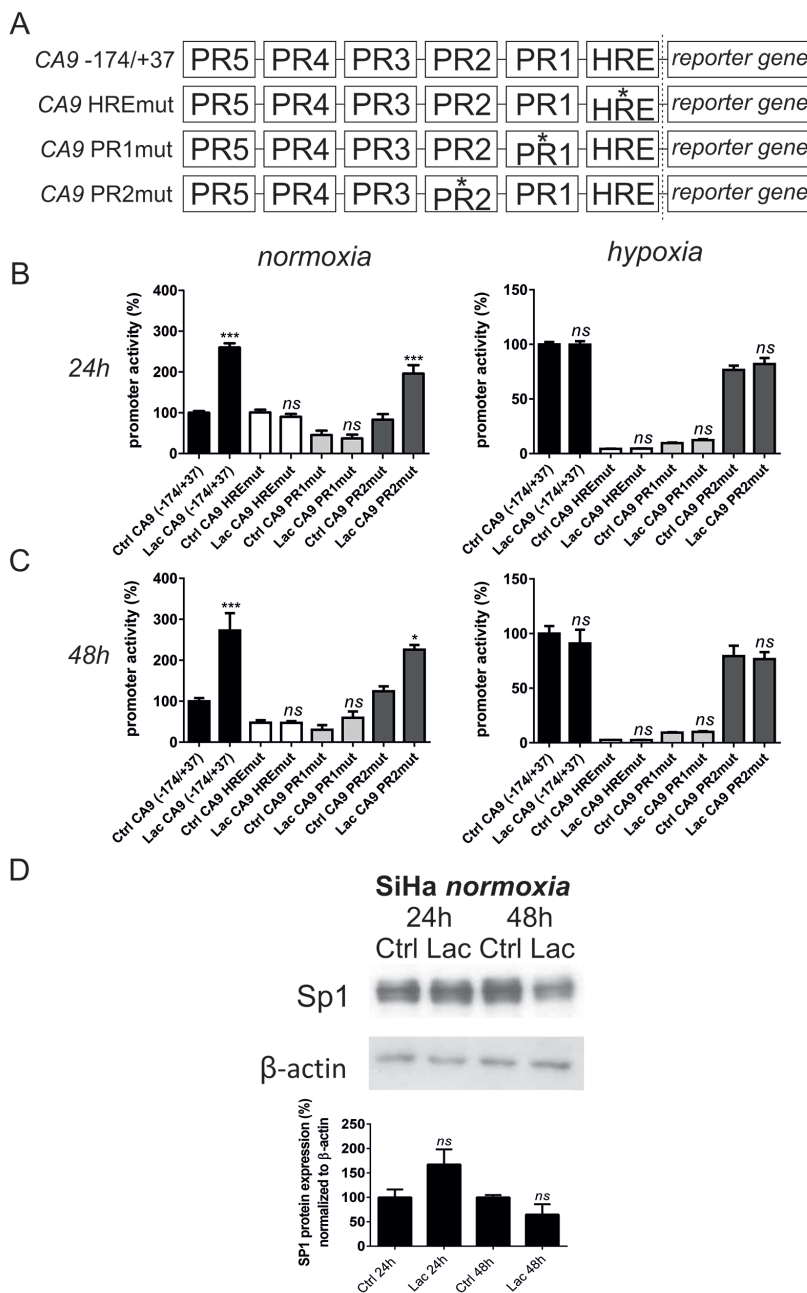 A
CA9 -174/+37 PR5 PR4 PR3 PR2 PR1 HRE reporter gene
CA9 HREmut PR5 PR4 PR3 PR2 PR1 *HRE reporter gene
CA9 PR1mut PR5 PR4 PR3 PR2 *PR1 HRE reporter gene
CA9 PR2mut PR5 PR4 PR3 *PR2 PR1 HRE reporter gene
normoxia hypoxia
B
24h
promoter activity (%)
400
300
200
100
0
*** ns ns ***
Ctrl CA9 (-174/+37)
Lac CA9 (-174/+37)
Ctrl CA9 HREmut
Lac CA9 HREmut
Ctrl CA9 PR1mut
Lac CA9 PR1mut
Ctrl CA9 PR2mut
Lac CA9 PR2mut
promoter activity (%)
150
100
50
0
ns ns ns ns
Ctrl CA9 (-174/+37)
Lac CA9 (-174/+37)
Ctrl CA9 HREmut
Lac CA9 HREmut
Ctrl CA9 PR1mut
Lac CA9 PR1mut
Ctrl CA9 PR2mut
Lac CA9 PR2mut
C
48h
promoter activity (%)
400
300
200
100
0
*** ns ns *
Ctrl CA9 (-174/+37)
Lac CA9 (-174/+37)
Ctrl CA9 HREmut
Lac CA9 HREmut
Ctrl CA9 PR1mut
Lac CA9 PR1mut
Ctrl CA9 PR2mut
Lac CA9 PR2mut
promoter activity (%)
150
100
50
0
ns ns ns ns
Ctrl CA9 (-174/+37)
Lac CA9 (-174/+37)
Ctrl CA9 HREmut
Lac CA9 HREmut
Ctrl CA9 PR1mut
Lac CA9 PR1mut
Ctrl CA9 PR2mut
Lac CA9 PR2mut
D
SiHa normoxia
24h 48h
Ctrl Lac Ctrl Lac
Sp1
β-actin
SP1 protein expression (%)
normalized to β-actin
250
200
150
100
50
0
ns ns
Ctrl 24h
Lac 24h
Ctrl 48h
Lac 48h